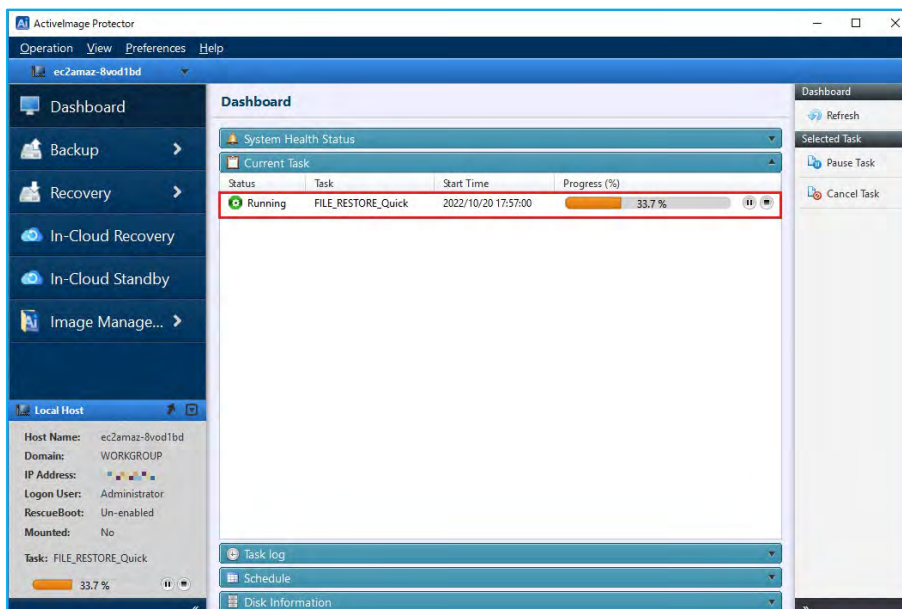 Ai ActiveImage Protector
Operation View Preferences Help
ec2amaz-8vod1bd
Dashboard
Backup
Recovery
In-Cloud Recovery
In-Cloud Standby
Ai Image Manage...
Local Host
Host Name: ec2amaz-8vod1bd
Domain: WORKGROUP
IP Address:
Logon User: Administrator
RescueBoot: Un-enabled
Mounted: No
Task: FILE_RESTORE_Quick
33.7 %
Dashboard
System Health Status
Current Task
Status Task Start Time Progress (%)
Running FILE_RESTORE_Quick 2022/10/20 17:57:00 33.7 %
Task log
Schedule
Disk Information
Dashboard
Refresh
Selected Task
Pause Task
Cancel Task